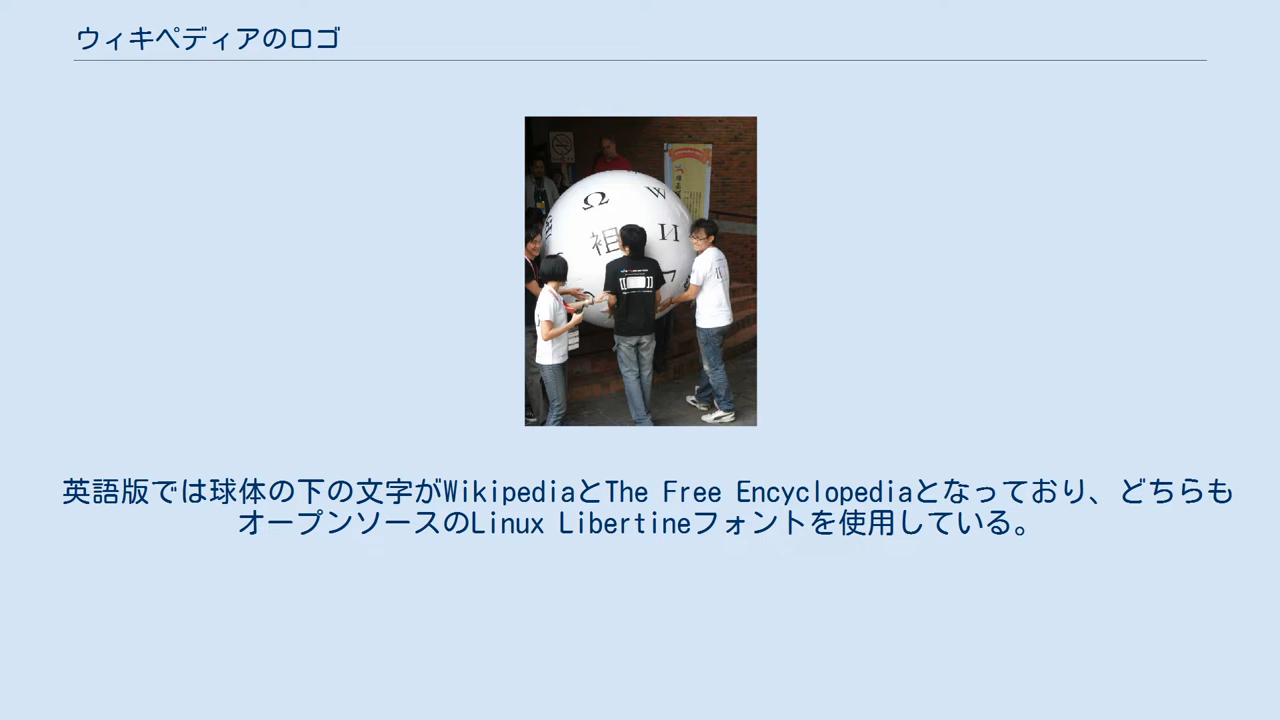 ウィキペディアのロゴ
Ω
W
祖
И
英語版では球体の下の文字がWikipediaとThe Free Encyclopediaとなっており、どちらも
オープンソースのLinux Libertineフォントを使用している。